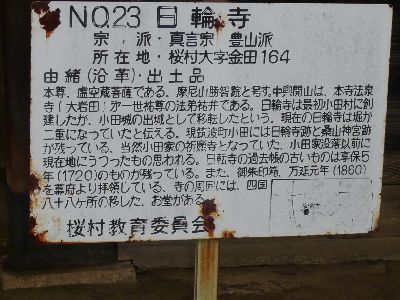 NO.23 日輪寺
宗,派・真言宗 豊山派
所在地・桜村大字金田164
由緒(沿革)・出土品
本尊、虚空蔵菩薩である。摩尼山勝智院と号す。中興開山は、本寺法泉
寺(大岩田)第一世祐尊の法弟祐弁である。日輪寺は最初小田村に創
建したが、小田城の出城として移転したという。現在の日輪寺は堀が
二重になっていたと伝える。現筑波町小田には日輪寺跡と桑山神宮跡
が残っている。当然小田家の祈願寺となっていた、小田家没落以前に
現在地にうつったもの思われる。日輪寺の過去帳の古いものは享保5
年(1720)のものが残っている。また、御朱印箱、万延元年(1860)
を幕府より拝領している。寺の周囲には、四国
八十八ヶ所の移した、お堂がある。
桜村教育委員会